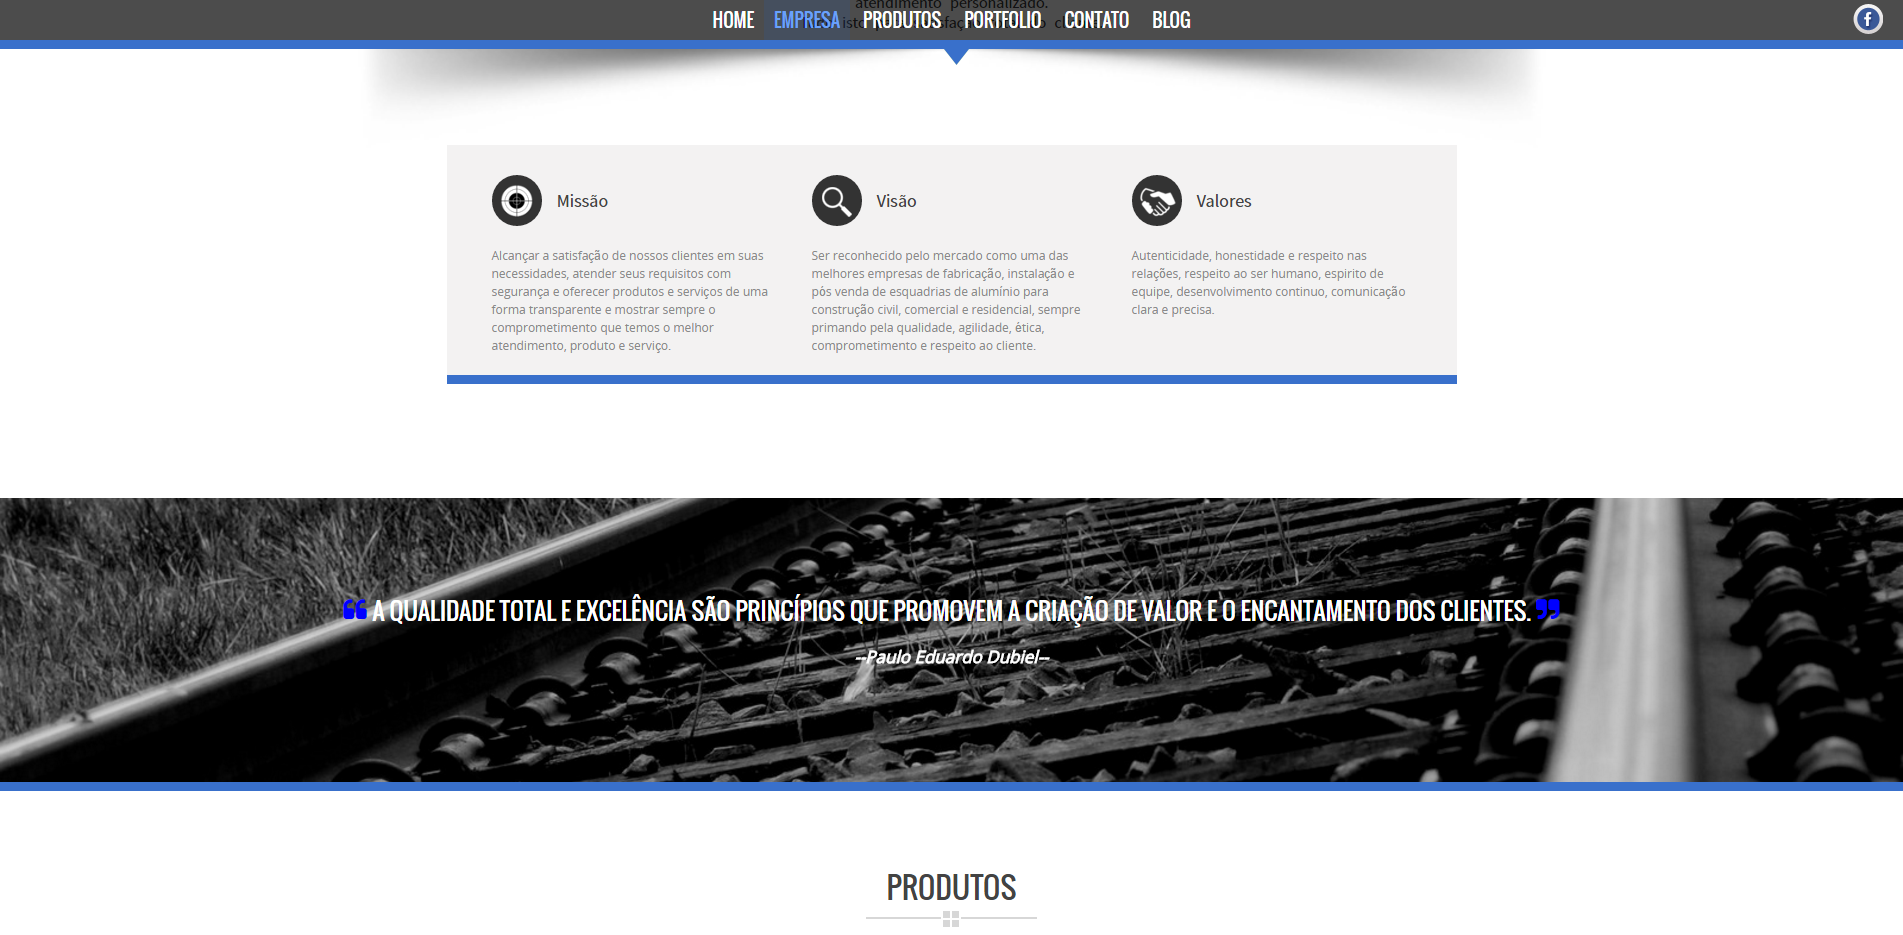 atendimento personalizado.
HOME EMPRESA PRODUTOS PORTFOLIO CONTATO BLOG
Missão
Alcançar a satisfação de nossos clientes em suas
necessidades, atender seus requisitos com
segurança e oferecer produtos e serviços de uma
forma transparente e mostrar sempre o
comprometimento que temos o melhor
atendimento, produto e serviço.
Visão
Ser reconhecido pelo mercado como uma das
melhores empresas de fabricação, instalação e
pós venda de esquadrias de alumínio para
construção civil, comercial e residencial, sempre
primando pela qualidade, agilidade, ética,
comprometimento e respeito ao cliente.
Valores
Autenticidade, honestidade e respeito nas
relações, respeito ao ser humano, espirito de
equipe, desenvolvimento continuo, comunicação
clara e precisa.
“ A QUALIDADE TOTAL E EXCELÊNCIA SÃO PRINCÍPIOS QUE PROMOVEM A CRIAÇÃO DE VALOR E O ENCANTAMENTO DOS CLIENTES. ”
--Paulo Eduardo Dubiel--
PRODUTOS